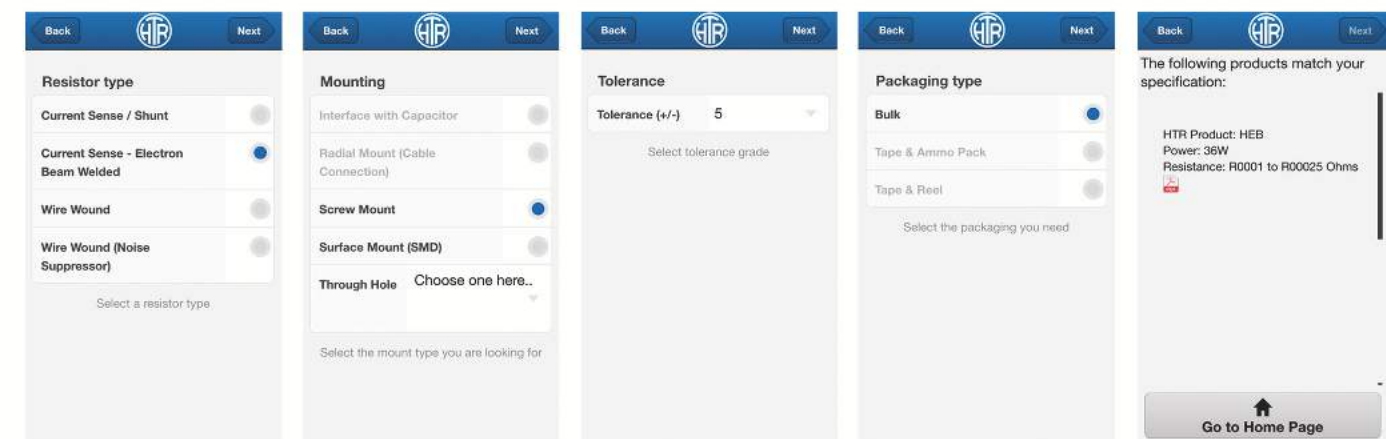 Back
HTR
Next
Resistor type
Current Sense / Shunt
Current Sense - Electron
Beam Welded
Wire Wound
Wire Wound (Noise
Suppressor)
Select a resistor type
Back
HTR
Next
Mounting
Interface with Capacitor
Radial Mount (Cable
Connection)
Screw Mount
Surface Mount (SMD)
Through Hole
Choose one here..
Select the mount type you are looking for
Back
HTR
Next
Tolerance
Tolerance (+/-)
5
Select tolerance grade
Back
HTR
Next
Packaging type
Bulk
Tape & Ammo Pack
Tape & Reel
Select the packaging you need
Back
HTR
Next
The following products match your
specification:
HTR Product: HEB
Power: 36W
Resistance: R0001 to R00025 Ohms
Go to Home Page